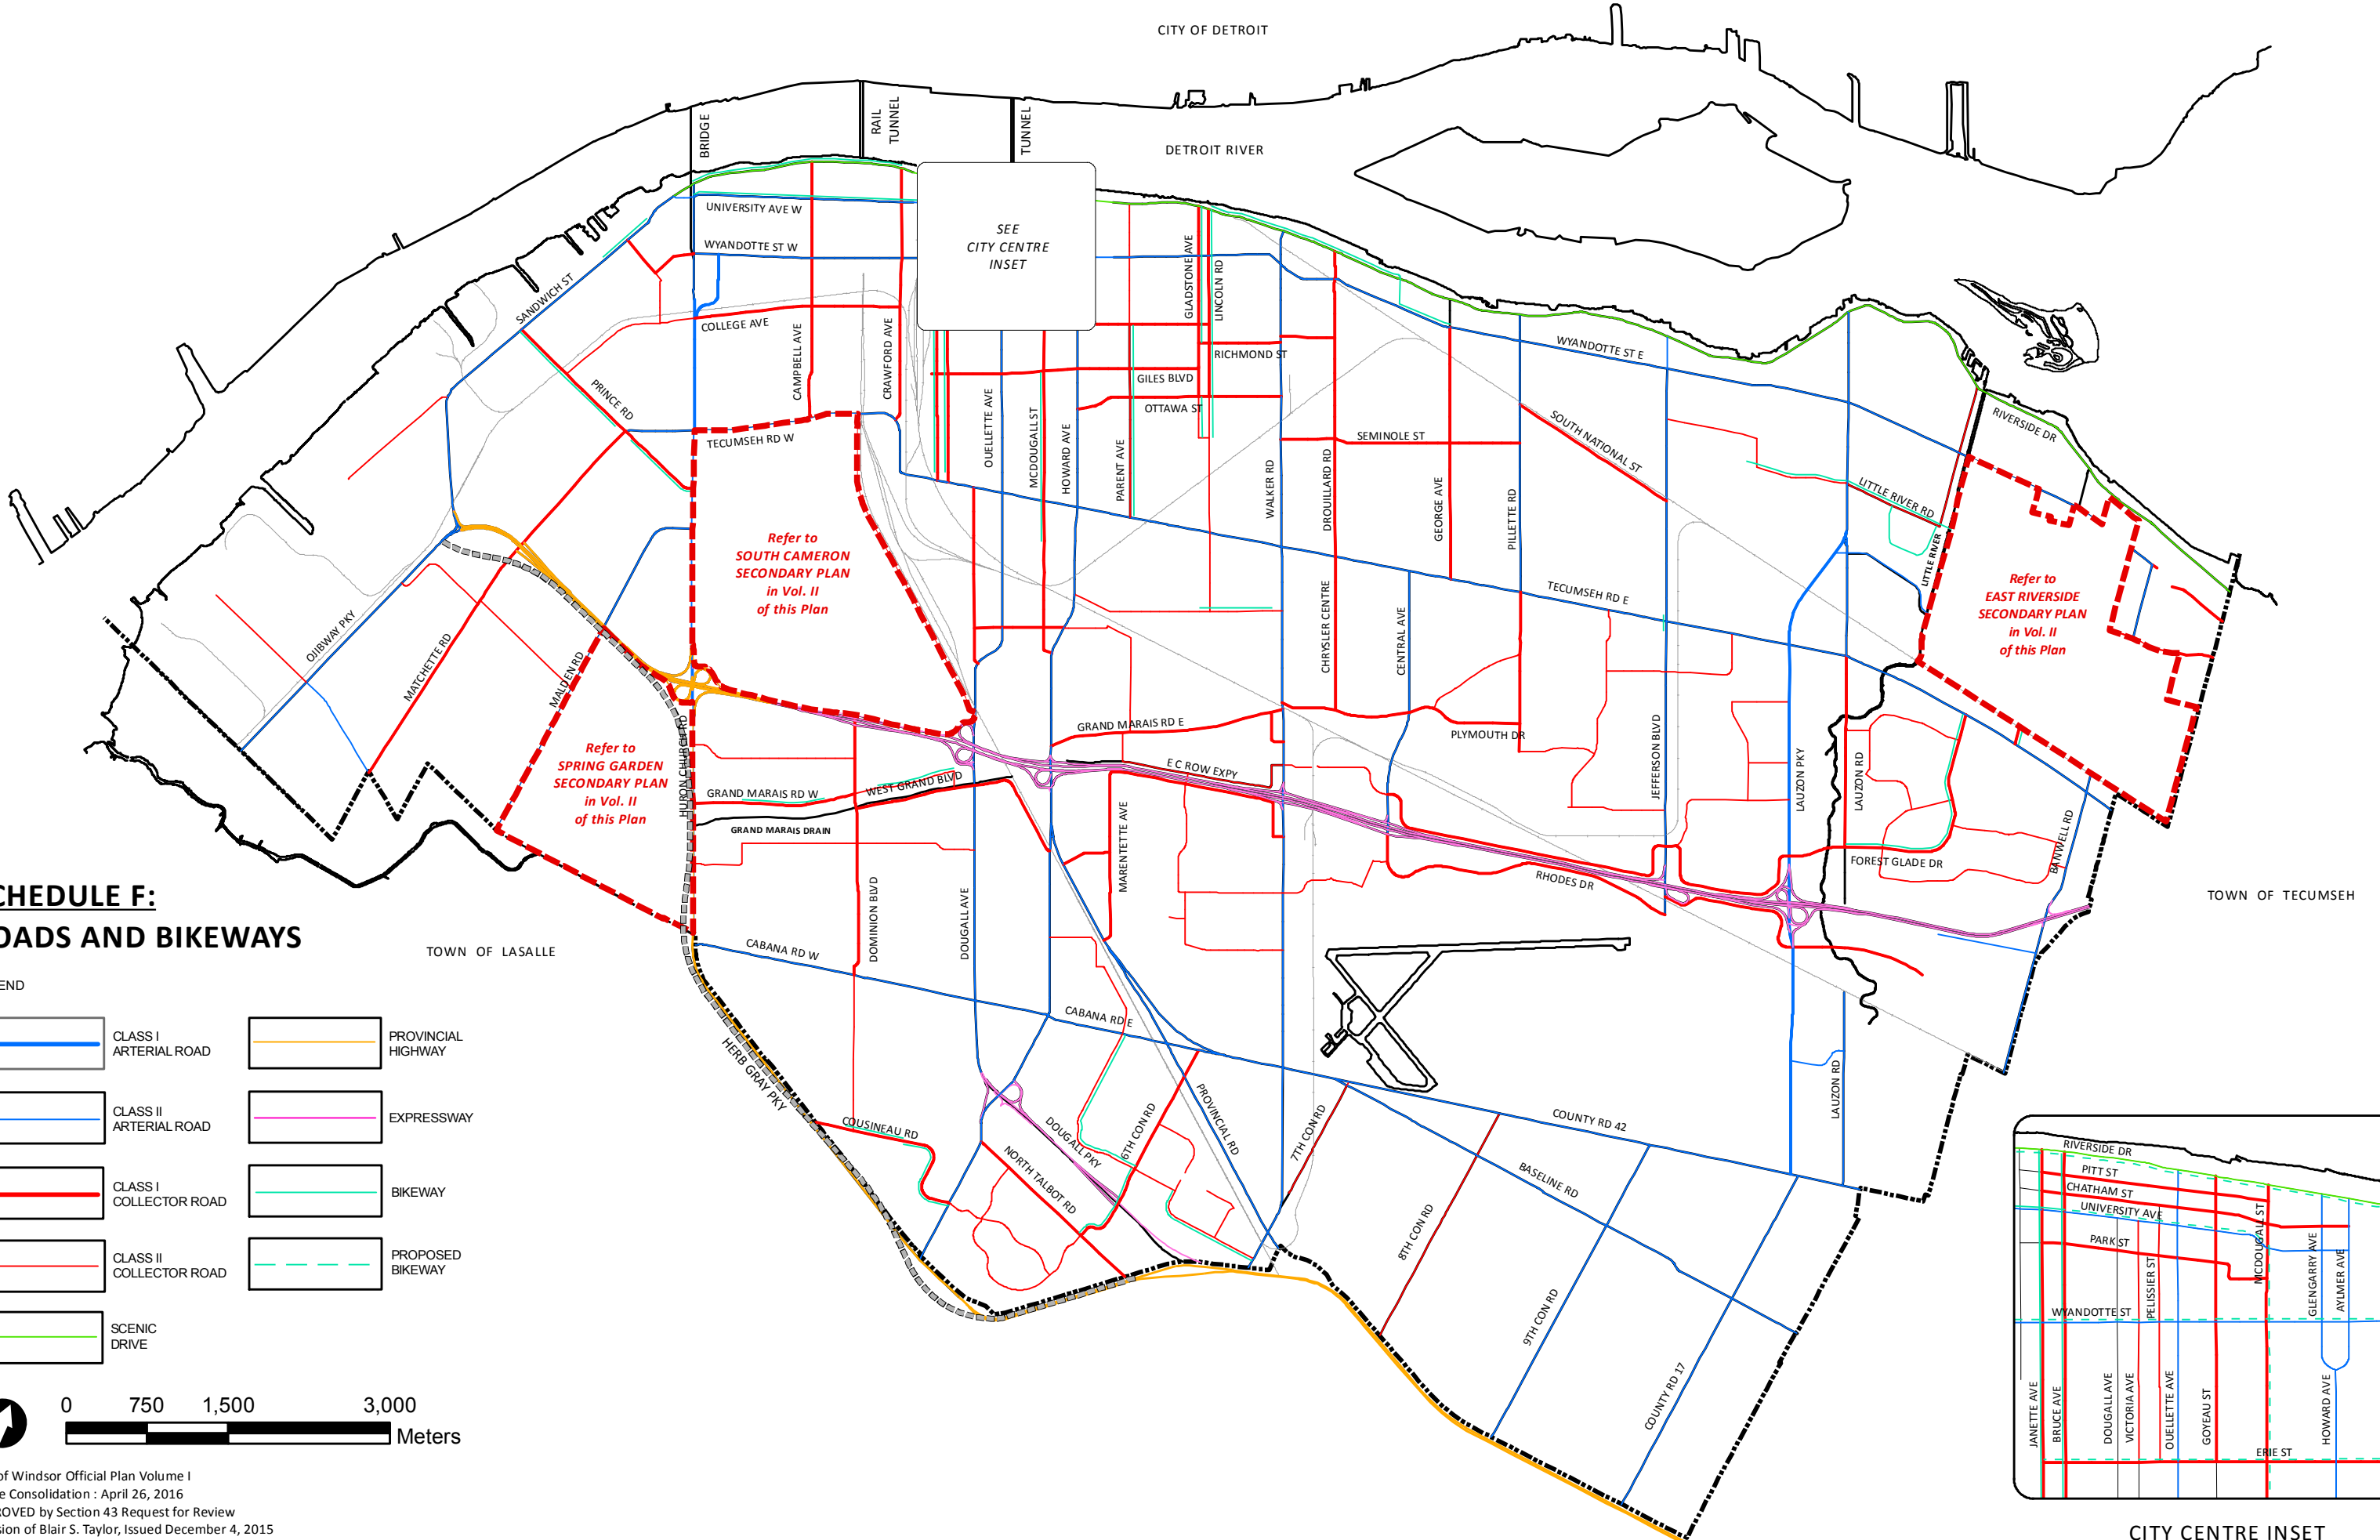 CITY OF DETROIT
BRIDGE
RAIL
TUNNEL
TUNNEL
DETROIT RIVER
SEE
CITY CENTRE
INSET
UNIVERSITY AVE W
WYANDOTTE ST W
SANDWICH ST
COLLEGE AVE
CAMPBELL AVE
CRAWFORD AVE
PRINCE RD
TECUMSEH RD W
OUELLETTE AVE
MCDOUGALL ST
HOWARD AVE
PARENT AVE
GLADSTONE AVE
LINCOLN RD
RICHMOND ST
GILES BLVD
OTTAWA ST
WALKER RD
DROUILLARD RD
SEMINOLE ST
GEORGE AVE
PILLETTE RD
WYANDOTTE ST E
SOUTH NATIONAL ST
LITTLE RIVER RD
LITTLE RIVER
RIVERSIDE DR
Refer to
SOUTH CAMERON
SECONDARY PLAN
in Vol. II
of this Plan
Refer to
EAST RIVERSIDE
SECONDARY PLAN
in Vol. II
of this Plan
Refer to
SPRING GARDEN
SECONDARY PLAN
in Vol. II
of this Plan
OJIBWAY PKY
MATCHETTE RD
MALDEN RD
HURON CHURCH RD
CHRYSLER CENTRE
CENTRAL AVE
TECUMSEH RD E
GRAND MARAIS RD E
PLYMOUTH DR
E C ROW EXPY
JEFFERSON BLVD
LAUZON PKY
LAUZON RD
GRAND MARAIS RD W
WEST GRAND BLVD
GRAND MARAIS DRAIN
MARENTETTE AVE
RHODES DR
FOREST GLADE DR
BANWELL RD
TOWN OF TECUMSEH
DOMINION BLVD
DOUGALL AVE
TOWN OF LASALLE
CABANA RD W
CABANA RD E
HERB GRAY PKY
COUSINEAU RD
NORTH TALBOT RD
DOUGALL PKY
6TH CON RD
PROVINCIAL RD
7TH CON RD
8TH CON RD
9TH CON RD
BASELINE RD
COUNTY RD 42
COUNTY RD 17
LAUZON RD
CHEDULE F:
OADS AND BIKEWAYS
END
CLASS I
ARTERIAL ROAD
CLASS II
ARTERIAL ROAD
CLASS I
COLLECTOR ROAD
CLASS II
COLLECTOR ROAD
SCENIC
DRIVE
PROVINCIAL
HIGHWAY
EXPRESSWAY
BIKEWAY
PROPOSED
BIKEWAY
0 750 1,500 3,000
Meters
of Windsor Official Plan Volume I
e Consolidation : April 26, 2016
ROVED by Section 43 Request for Review
sion of Blair S. Taylor, Issued December 4, 2015
RIVERSIDE DR
PITT ST
CHATHAM ST
UNIVERSITY AVE
PARK ST
WYANDOTTE ST
ERIE ST
JANETTE AVE
BRUCE AVE
DOUGALL AVE
VICTORIA AVE
PELISSIER ST
OUELLETTE AVE
GOYEAU ST
MCDOUGALL ST
GLENGARRY AVE
AYLMER AVE
HOWARD AVE
CITY CENTRE INSET